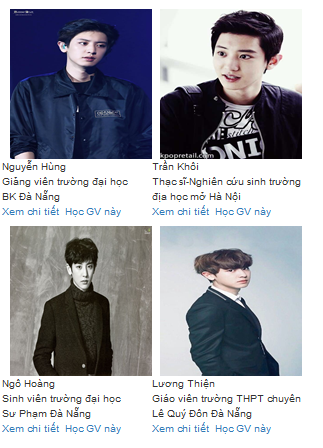 kpopretail.com
Nguyễn Hùng
Giảng viên trường đại học
BK Đà Nẵng
Xem chi tiết Học GV này
Trần Khôi
Thạc sĩ-Nghiên cứu sinh trường
địa học mở Hà Nội
Xem chi tiết Học GV này
Ngô Hoàng
Sinh viên trường đại học
Sư Phạm Đà Nẵng
Xem chi tiết Học GV này
Lương Thiện
Giáo viên trường THPT chuyên
Lê Quý Đôn Đà Nẵng
Xem chi tiết Học GV này